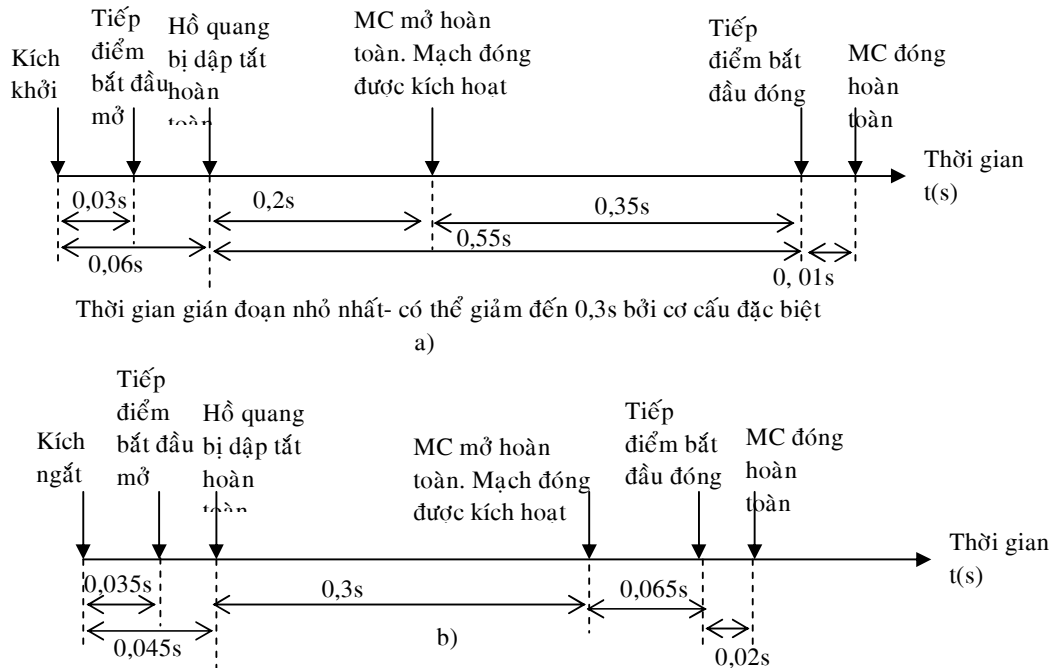 Kích
khởi
Tiếp
điểm
bắt đầu
mở
Hồ quang
bị dập tắt
hoàn
toàn
MC mở hoàn
toàn. Mạch đóng
được kích hoạt
Tiếp
điểm bắt
đầu đóng
MC đóng
hoàn
toàn
Thời gian
t(s)
0,03s
0,2s
0,35s
0,06s
0,55s
0, 01s
Thời gian gián đoạn nhỏ nhất- có thể giảm đến 0,3s bởi cơ cấu đặc biệt
a)
Kích
ngắt
Tiếp
điểm
bắt đầu
mở
Hồ quang
bị dập tắt
hoàn
toàn
MC mở hoàn
toàn. Mạch đóng
được kích hoạt
Tiếp
điểm bắt
đầu đóng
MC đóng
hoàn
toàn
Thời gian
t(s)
0,035s
0,3s
0,065s
0,045s
b)
0,02s